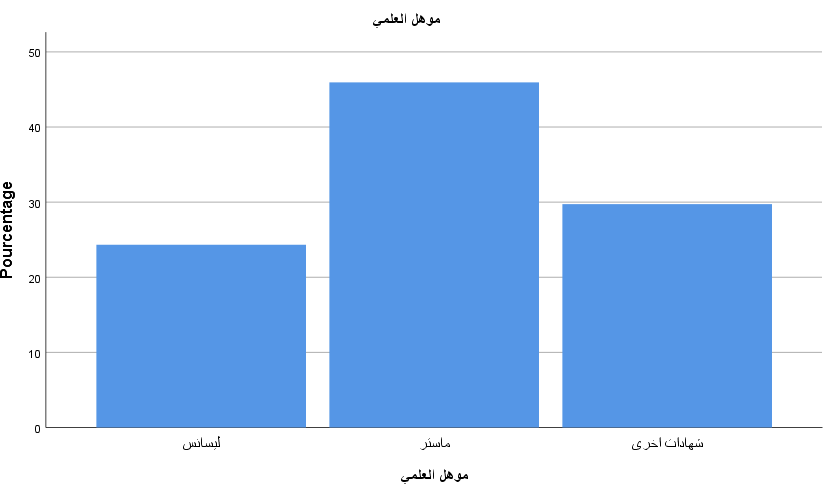 موهل العلمي
50
40
30
20
10
0
Pourcentage
ليسانس
ماستر
شهادات اخرى
موهل العلمي